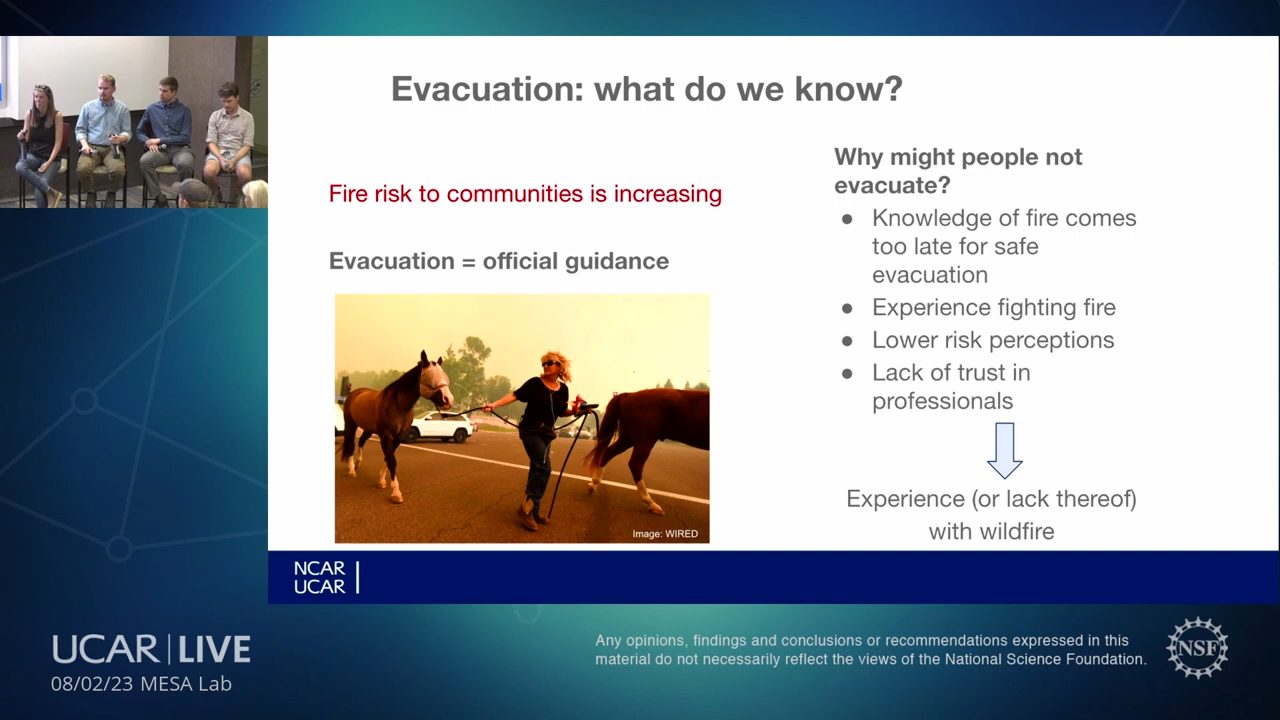 Evacuation: what do we know?
Fire risk to communities is increasing
Evacuation = official guidance
Image: WIRED
Why might people not
evacuate?
● Knowledge of fire comes
too late for safe
evacuation
● Experience fighting fire
● Lower risk perceptions
● Lack of trust in
professionals
Experience (or lack thereof)
with wildfire
NCAR
UCAR
UCAR | LIVE
08/02/23 MESA Lab
Any opinions, findings and conclusions or recommendations expressed in this
material do not necessarily reflect the views of the National Science Foundation.
NSF